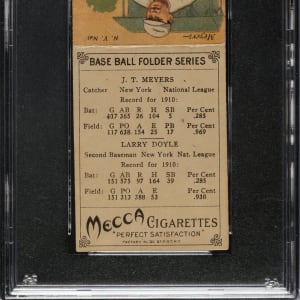 Meyers
N. Y. Nat.
BASE BALL FOLDER SERIES
J. T. MEYERS
Catcher New York National League
Record for 1910:
Bat: G AB R H SB Per Cent
117 365 26 104 5 .285
Field: G PO A E PB Per Cent
117 638 154 25 17 .969
LARRY DOYLE
Second Baseman New York Nat. League
Record for 1910:
Bat: G AB R H SB Per Cent
151 575 97 164 39 .285
Field: G PO A E Per Cent
151 313 388 53 .930
MECCA CIGARETTES
"PERFECT SATISFACTION"